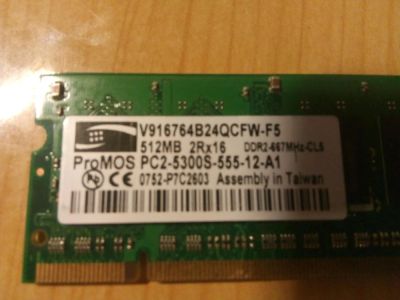 V916764B24QCFW-F5
512MB 2Rx16 DDR2-667MHz-CL5
ProMOS PC2-5300S-555-12-A1
CE 0752-P7C2603 Assembly in Taiwan